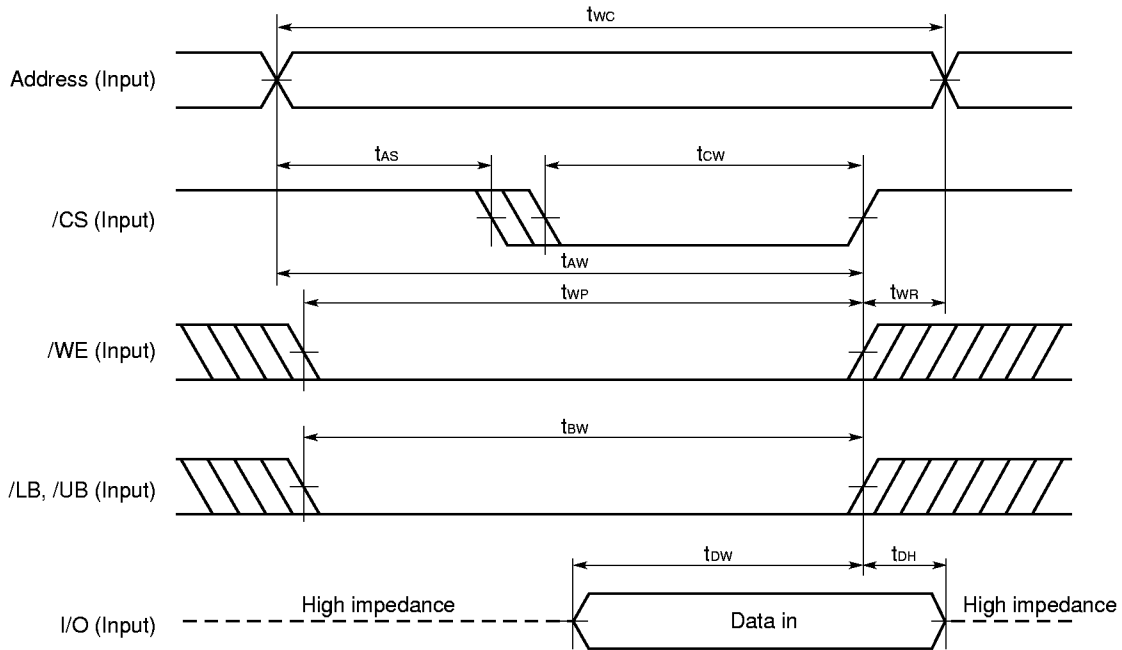 tWC
Address (Input)
tAS
tCW
/CS (Input)
tAW
tWP
tWR
/WE (Input)
tBW
/LB, /UB (Input)
tDW
tDH
High impedance
High impedance
I/O (Input)
Data in